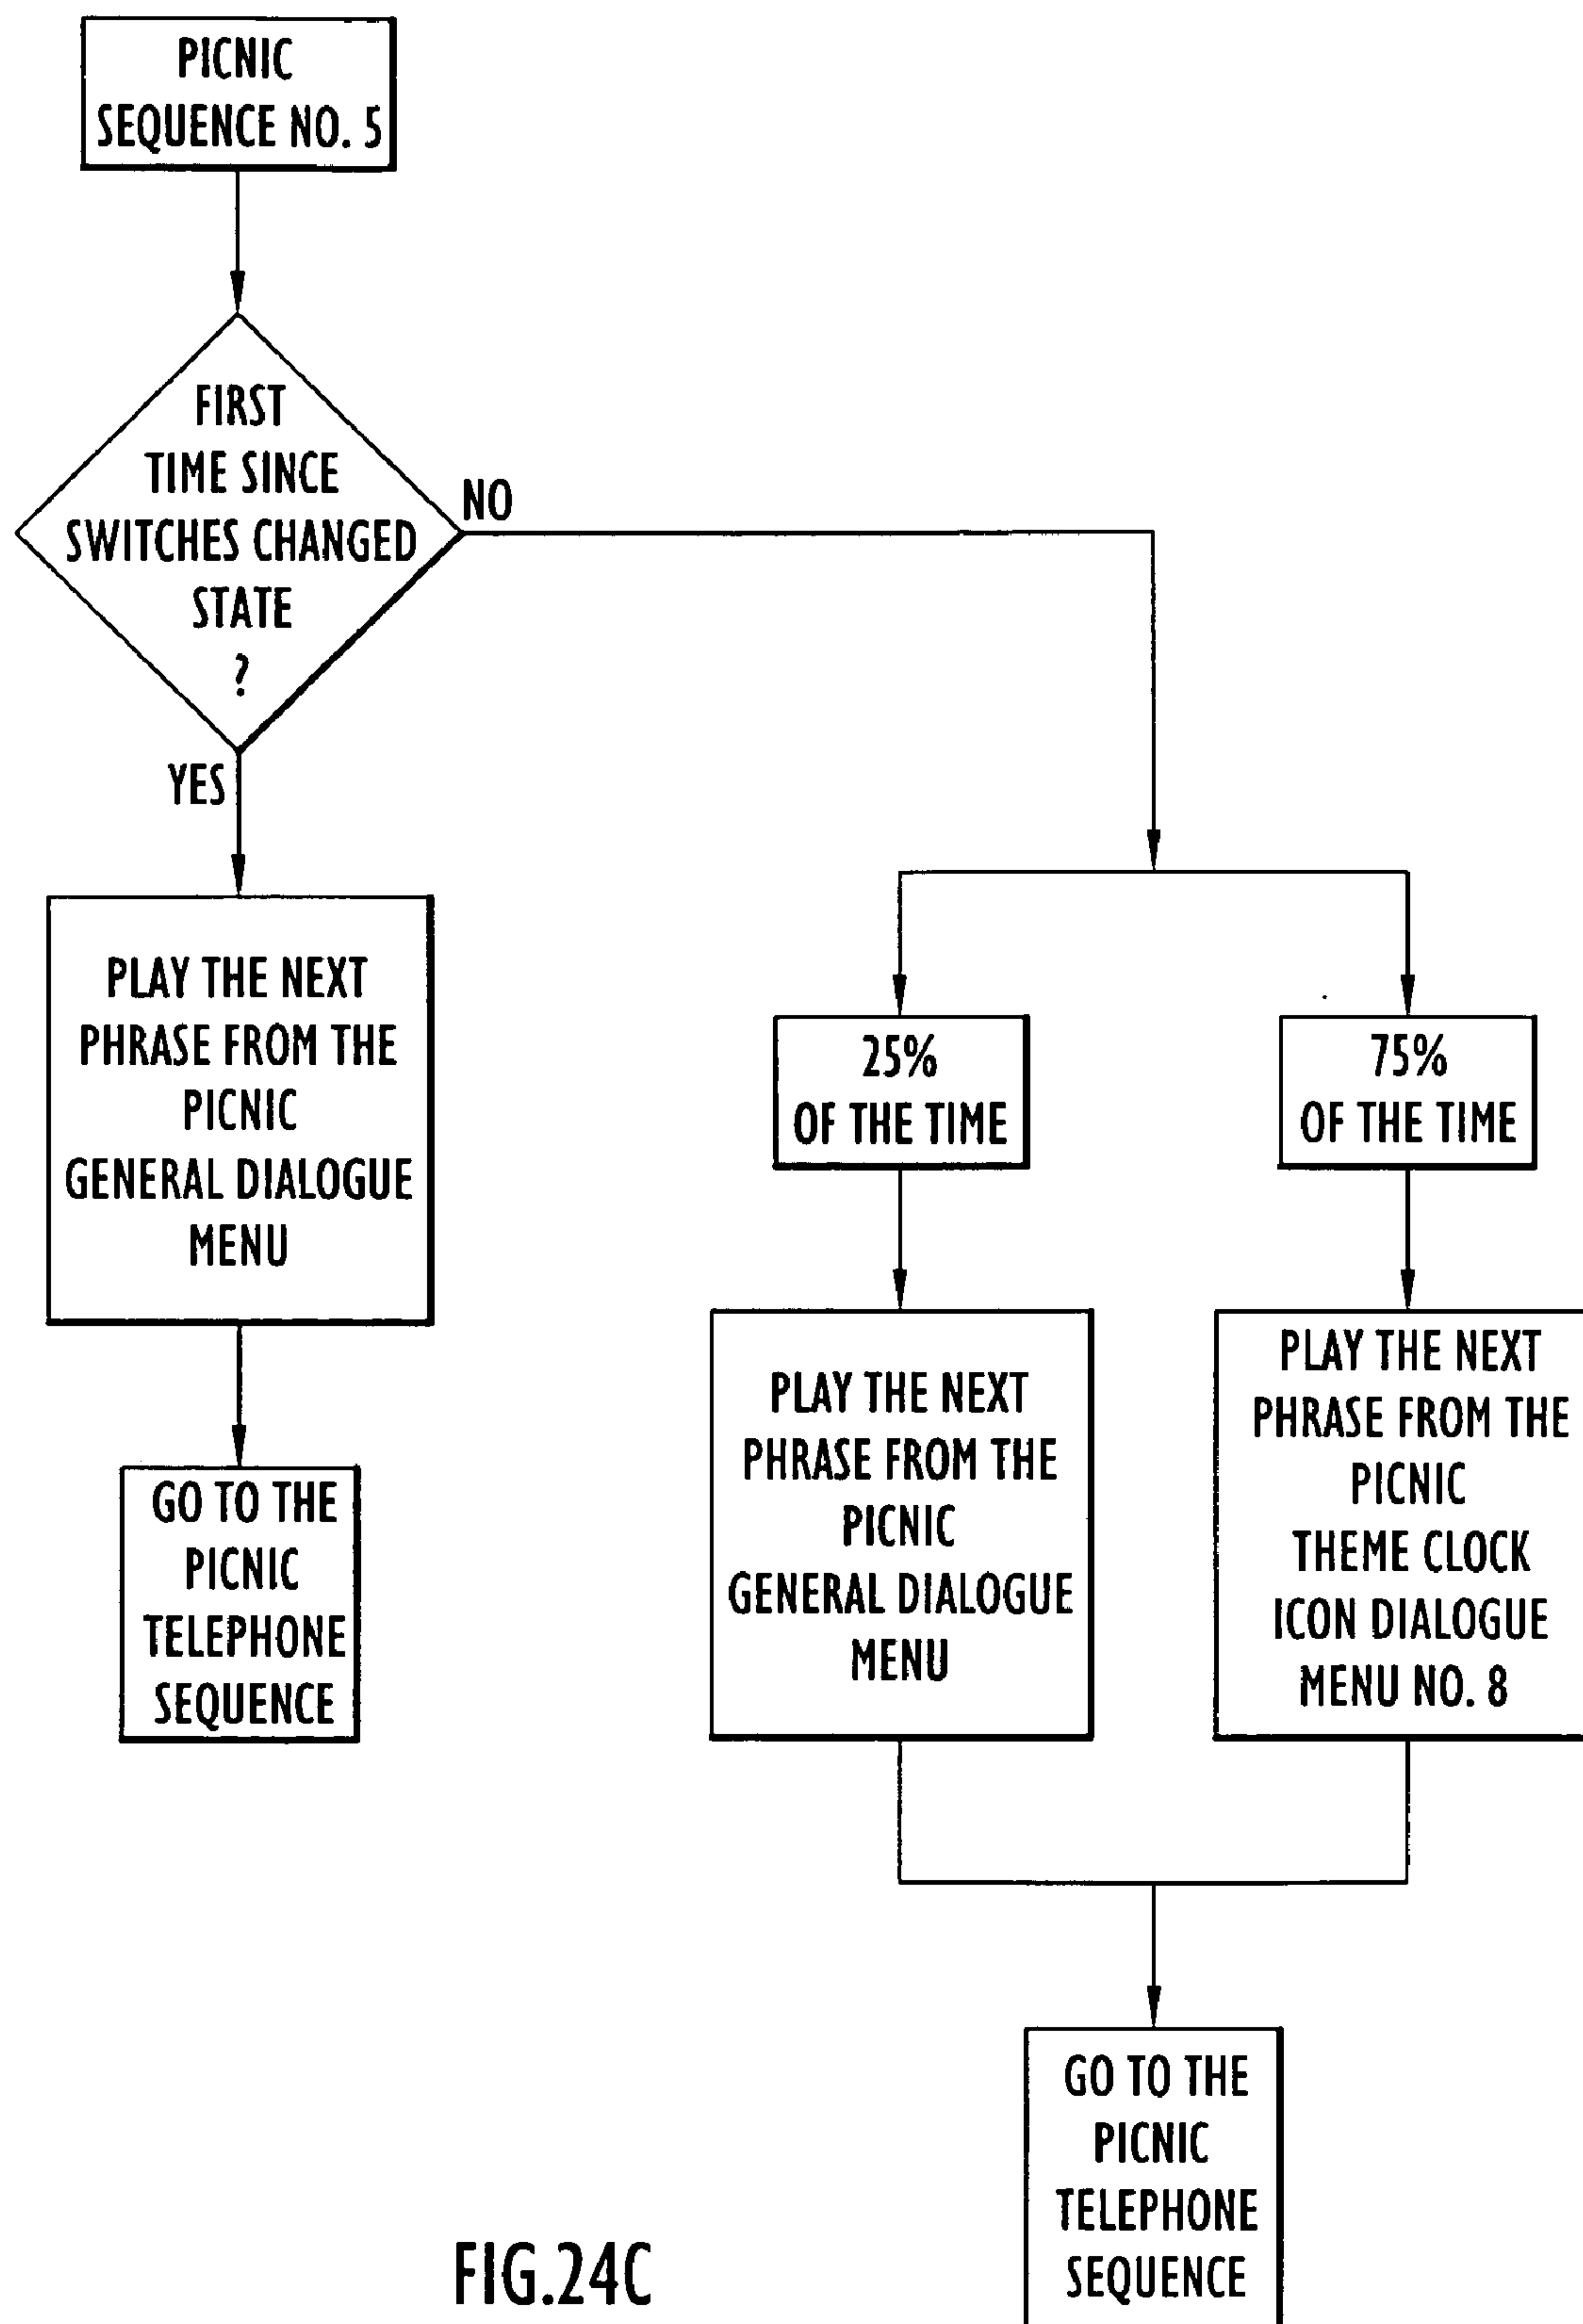 PICNIC
SEQUENCE NO. 5
FIRST
TIME SINCE
SWITCHES CHANGED
STATE
?
NO
YES
PLAY THE NEXT
PHRASE FROM THE
PICNIC
GENERAL DIALOGUE
MENU
GO TO THE
PICNIC
TELEPHONE
SEQUENCE
25%
OF THE TIME
75%
OF THE TIME
PLAY THE NEXT
PHRASE FROM THE
PICNIC
GENERAL DIALOGUE
MENU
PLAY THE NEXT
PHRASE FROM THE
PICNIC
THEME CLOCK
ICON DIALOGUE
MENU NO. 8
GO TO THE
PICNIC
TELEPHONE
SEQUENCE
FIG.24C